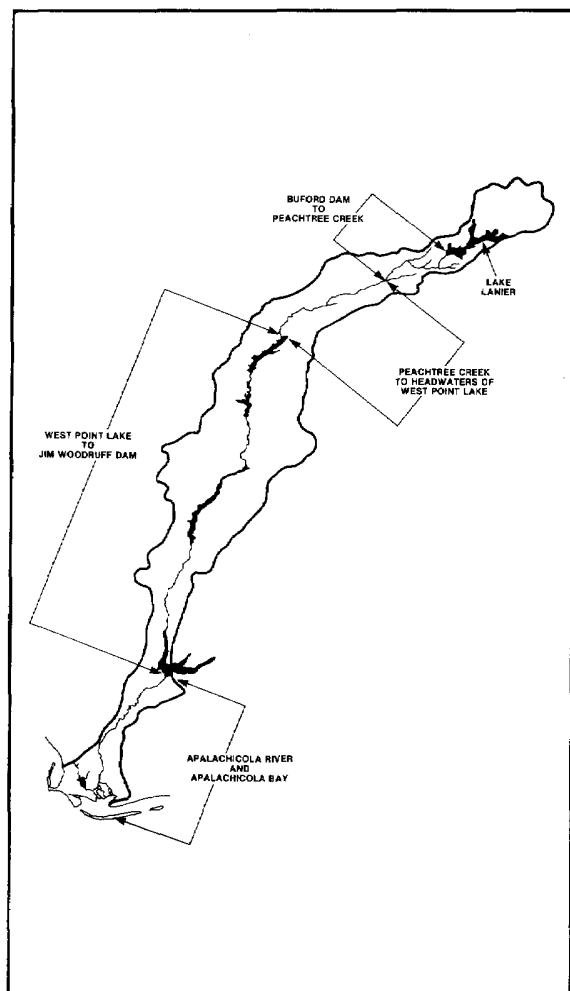 BUFORD DAM
TO
PEACHTREE CREEK
LAKE
LANIER
PEACHTREE CREEK
TO HEADWATERS OF
WEST POINT LAKE
WEST POINT LAKE
TO
JIM WOODRUFF DAM
APALACHICOLA RIVER
AND
APALACHICOLA BAY